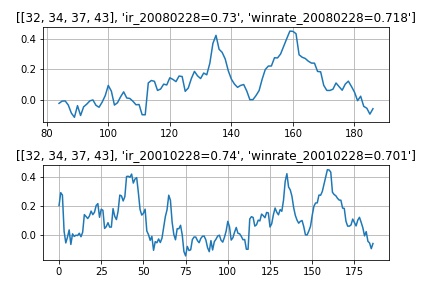 [[32, 34, 37, 43], 'ir_20080228=0.73', 'winrate_20080228=0.718']
0.4
0.2
0.0
80 100 120 140 160 180
[[32, 34, 37, 43], 'ir_20010228=0.74', 'winrate_20010228=0.701']
0.4
0.2
0.0
0 25 50 75 100 125 150 175